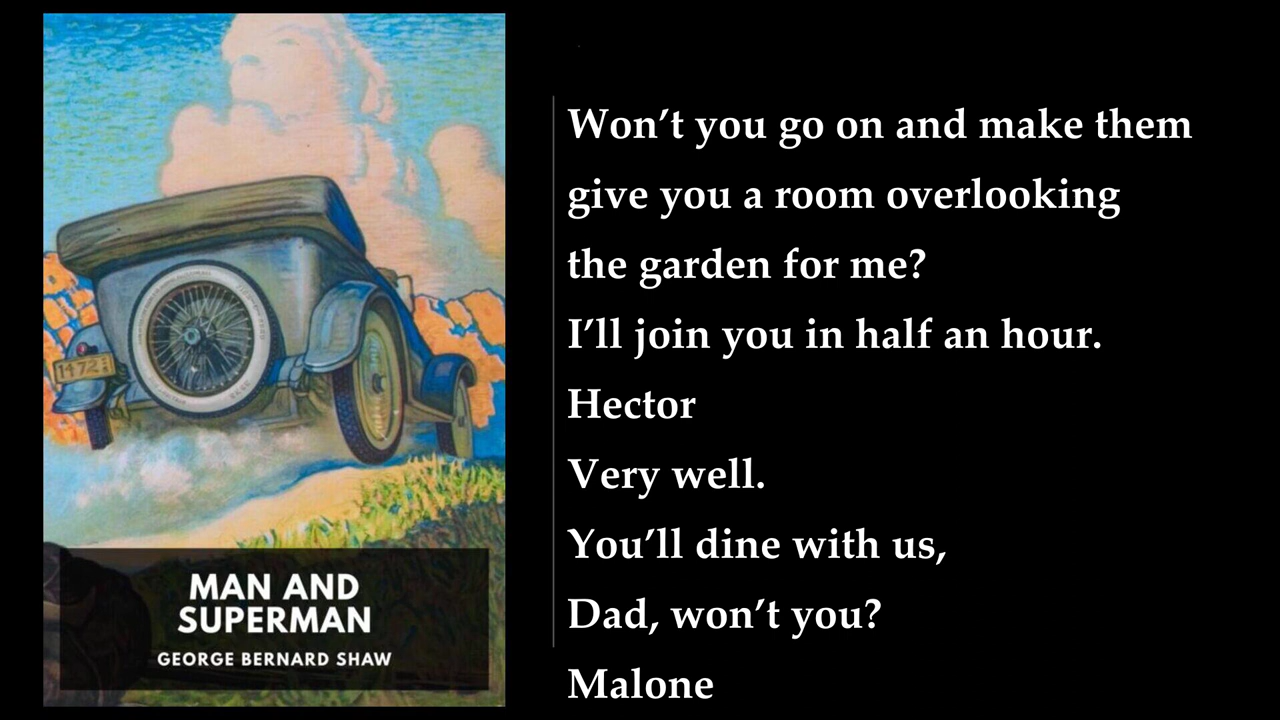 Won’t you go on and make them
give you a room overlooking
the garden for me?
I’ll join you in half an hour.
Hector
Very well.
You’ll dine with us,
Dad, won’t you?
Malone
1472
MAN AND
SUPERMAN
GEORGE BERNARD SHAW